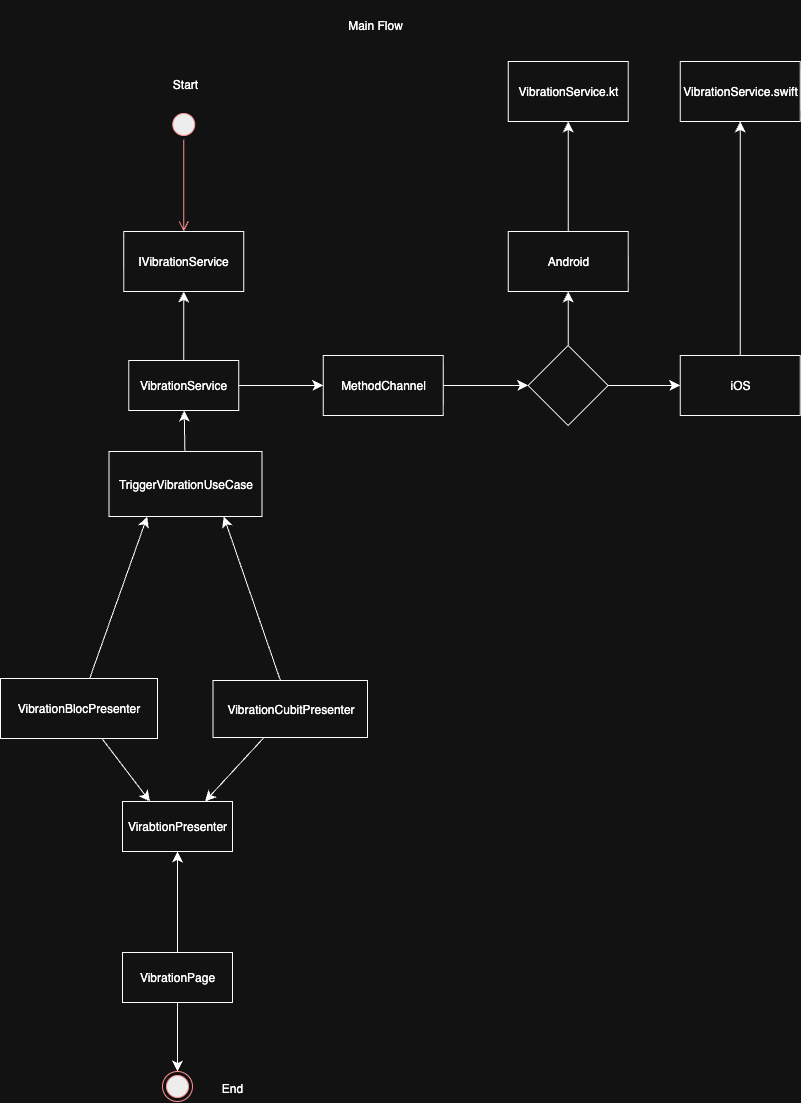 Main Flow
Start
VibrationService.kt
VibrationService.swift
IVibrationService
Android
VibrationService
MethodChannel
iOS
TriggerVibrationUseCase
VibrationBlocPresenter
VibrationCubitPresenter
VirabtionPresenter
VibrationPage
End